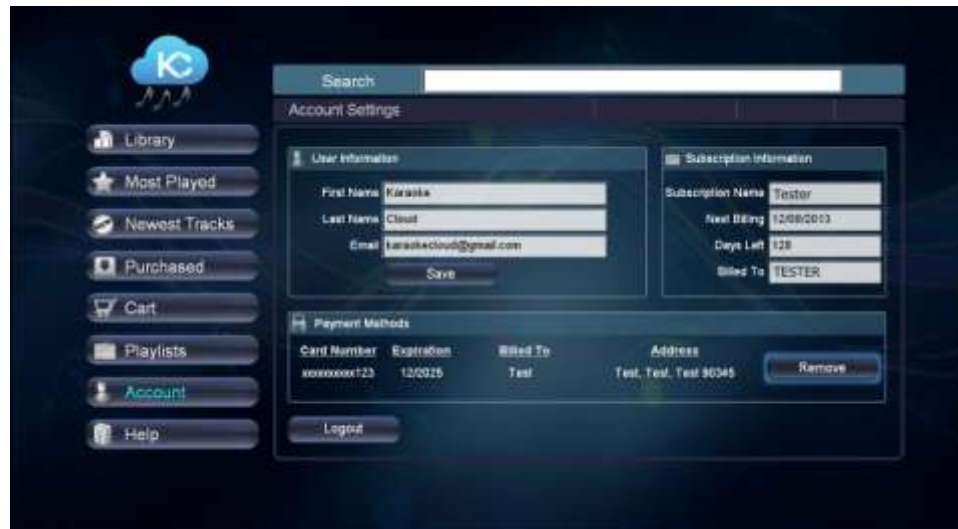 KC
Search
Account Settings
Library
Most Played
Newest Tracks
Purchased
Cart
Playlists
Account
Help
User Information
First Name Karaoke
Last Name Cloud
Email karaokecloud@gmail.com
Save
Subscription Information
Subscription Name Tester
Next Billing 12/08/2013
Days Left 128
Billed To TESTER
Payment Methods
Card Number Expiration Billed To Address
xxxxxxxxx123 12/2025 Test Test, Test, Test 90345
Remove
Logout